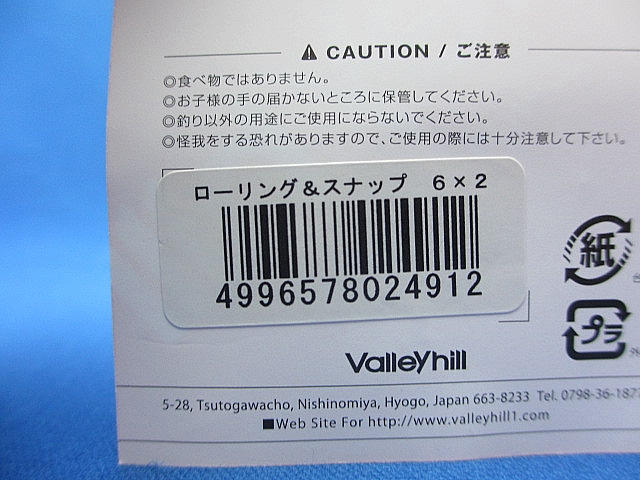 ⚠ CAUTION / ご注意
◎食べ物ではありません。
◎お子様の手の届かないところに保管してください。
◎釣り以外の用途にご使用にならないでください。
◎怪我をする恐れがありますので、ご使用の際には十分注意して下さい。
ローリング&スナップ 6×2
4996578024912
紙
プラ
Valleyhill
5-28, Tsutogawacho, Nishinomiya, Hyogo, Japan 663-8233 Tel. 0798-36-187
■Web Site For http://www.valleyhill1.com